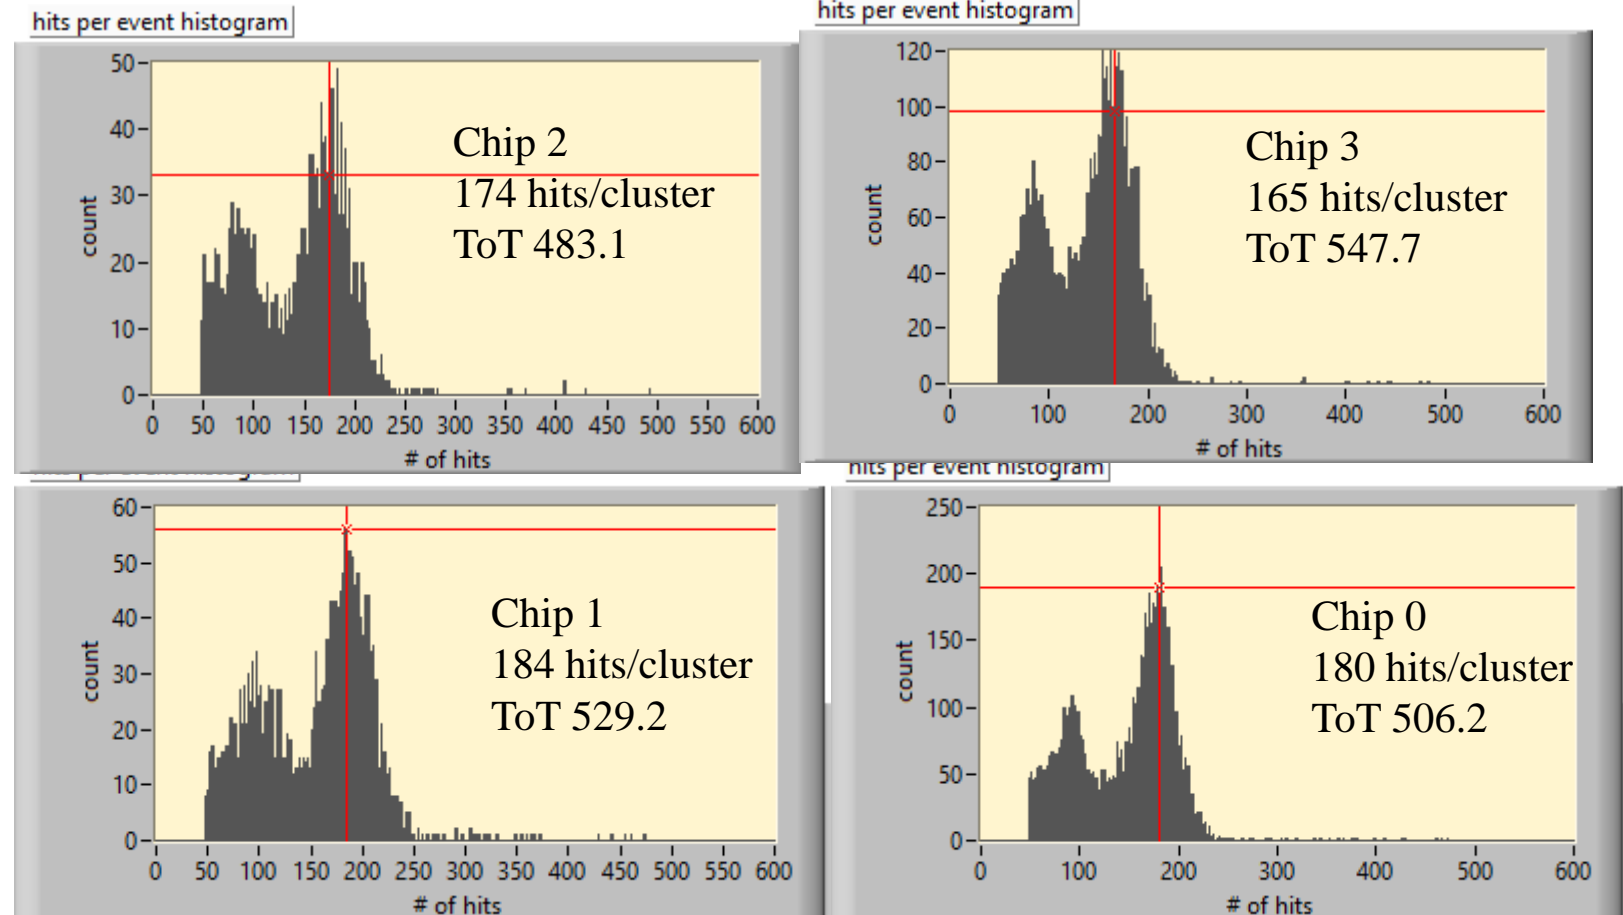 hits per event histogram
50
40
30
20
10
0
count
Chip 2
174 hits/cluster
ToT 483.1
0 50 100 150 200 250 300 350 400 450 500 550 600
# of hits
hits per event histogram
120
100
80
60
40
20
0
count
Chip 3
165 hits/cluster
ToT 547.7
0 100 200 300 400 500 600
# of hits
hits per event histogram
60
50
40
30
20
10
0
count
Chip 1
184 hits/cluster
ToT 529.2
0 50 100 150 200 250 300 350 400 450 500 550 600
# of hits
hits per event histogram
250
200
150
100
50
0
count
Chip 0
180 hits/cluster
ToT 506.2
0 100 200 300 400 500 600
# of hits